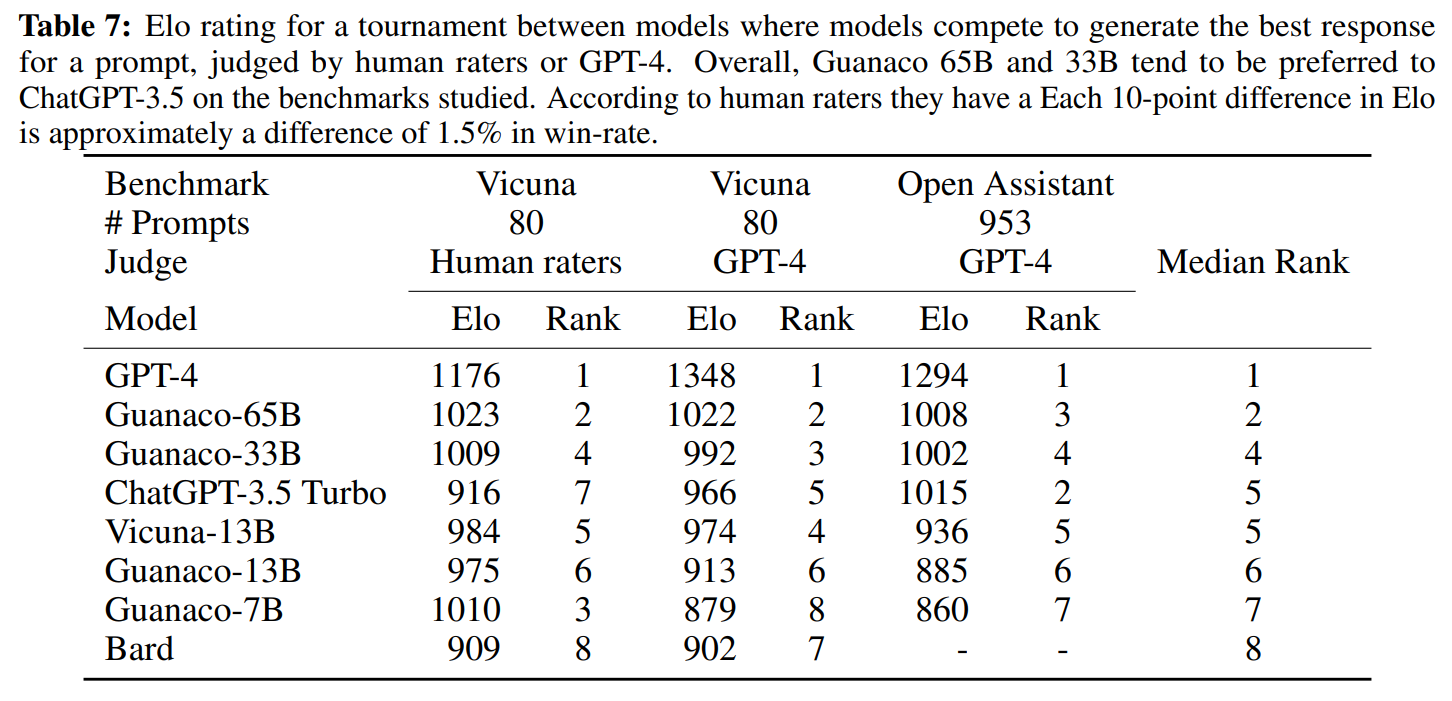 Table 7: Elo rating for a tournament between models where models compete to generate the best response
for a prompt, judged by human raters or GPT-4. Overall, Guanaco 65B and 33B tend to be preferred to
ChatGPT-3.5 on the benchmarks studied. According to human raters they have a Each 10-point difference in Elo
is approximately a difference of 1.5% in win-rate.
Benchmark Vicuna Vicuna Open Assistant
# Prompts 80 80 953
Judge Human raters GPT-4 GPT-4 Median Rank
Model Elo Rank Elo Rank Elo Rank
GPT-4 1176 1 1348 1 1294 1 1
Guanaco-65B 1023 2 1022 2 1008 3 2
Guanaco-33B 1009 4 992 3 1002 4 4
ChatGPT-3.5 Turbo 916 7 966 5 1015 2 5
Vicuna-13B 984 5 974 4 936 5 5
Guanaco-13B 975 6 913 6 885 6 6
Guanaco-7B 1010 3 879 8 860 7 7
Bard 909 8 902 7 - - 8